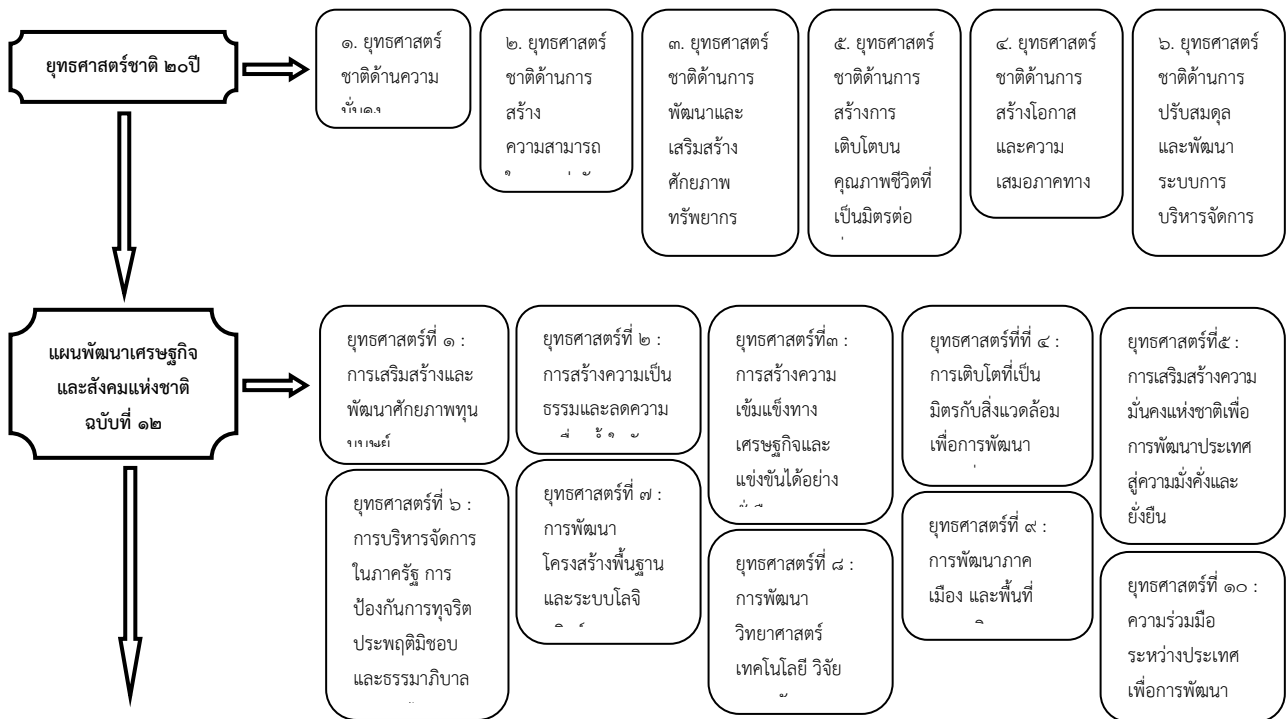 ยุทธศาสตร์ชาติ ๒๐ปี
๑. ยุทธศาสตร์
ชาติด้านความ
๒. ยุทธศาสตร์
ชาติด้านการ
สร้าง
ความสามารถ
๓. ยุทธศาสตร์
ชาติด้านการ
พัฒนาและ
เสริมสร้าง
ศักยภาพ
ทรัพยากร
๕. ยุทธศาสตร์
ชาติด้านการ
สร้างการ
เติบโตบน
คุณภาพชีวิตที่
เป็นมิตรต่อ
๔. ยุทธศาสตร์
ชาติด้านการ
สร้างโอกาส
และความ
เสมอภาคทาง
๖. ยุทธศาสตร์
ชาติด้านการ
ปรับสมดุล
และพัฒนา
ระบบการ
บริหารจัดการ
แผนพัฒนาเศรษฐกิจ
และสังคมแห่งชาติ
ฉบับที่ ๑๒
ยุทธศาสตร์ที่ ๑ :
การเสริมสร้างและ
พัฒนาศักยภาพทุน
ยุทธศาสตร์ที่ ๒ :
การสร้างความเป็น
ธรรมและลดความ
ยุทธศาสตร์ที่๓ :
การสร้างความ
เข้มแข็งทาง
เศรษฐกิจและ
แข่งขันได้อย่าง
ยุทธศาสตร์ที่ที่ ๔ :
การเติบโตที่เป็น
มิตรกับสิ่งแวดล้อม
เพื่อการพัฒนา
ยุทธศาสตร์ที่๕ :
การเสริมสร้างความ
มั่นคงแห่งชาติเพื่อ
การพัฒนาประเทศ
สู่ความมั่งคั่งและ
ยั่งยืน
ยุทธศาสตร์ที่ ๖ :
การบริหารจัดการ
ในภาครัฐ การ
ป้องกันการทุจริต
ประพฤติมิชอบ
และธรรมาภิบาล
ยุทธศาสตร์ที่ ๗ :
การพัฒนา
โครงสร้างพื้นฐาน
และระบบโลจิ
ยุทธศาสตร์ที่ ๘ :
การพัฒนา
วิทยาศาสตร์
เทคโนโลยี วิจัย
ยุทธศาสตร์ที่ ๙ :
การพัฒนาภาค
เมือง และพื้นที่
ยุทธศาสตร์ที่ ๑๐ :
ความร่วมมือ
ระหว่างประเทศ
เพื่อการพัฒนา